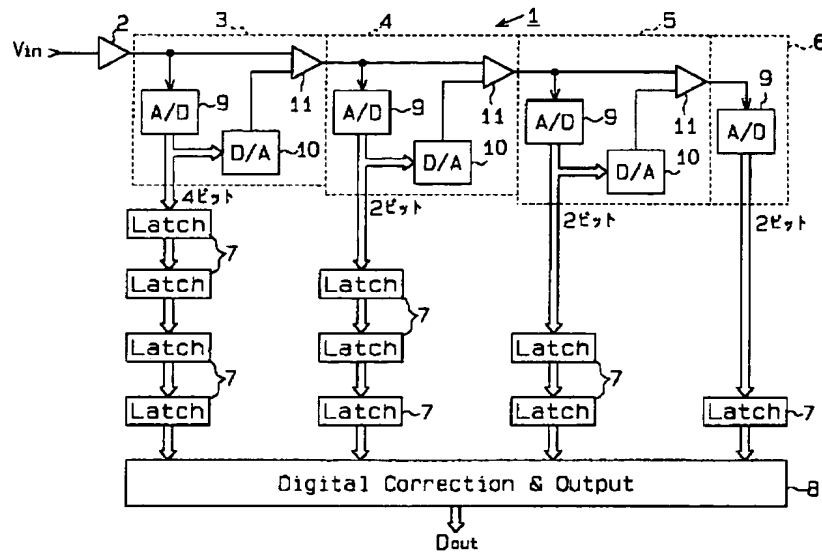 1
3 4 5
2 6
Vin
11 11 11
A/D 9 A/D 9 A/D 9 A/D 9
D/A 10 D/A 10 D/A 10
4ビット 2ビット 2ビット 2ビット
Latch
7
Latch Latch
7
Latch Latch Latch
7 7
Latch Latch 7 Latch Latch 7
Digital Correction & Output 8
Dout